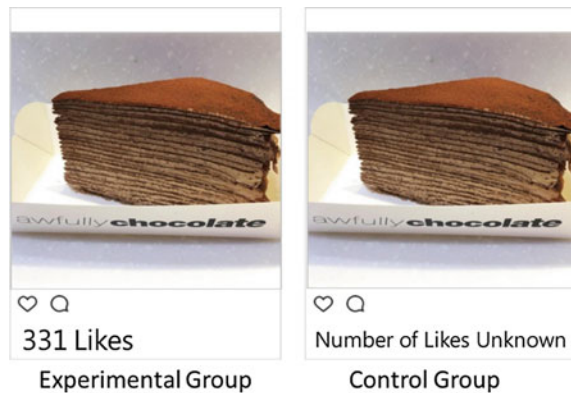 awfully chocolate
awfully chocolate
331 Likes
Number of Likes Unknown
Experimental Group
Control Group